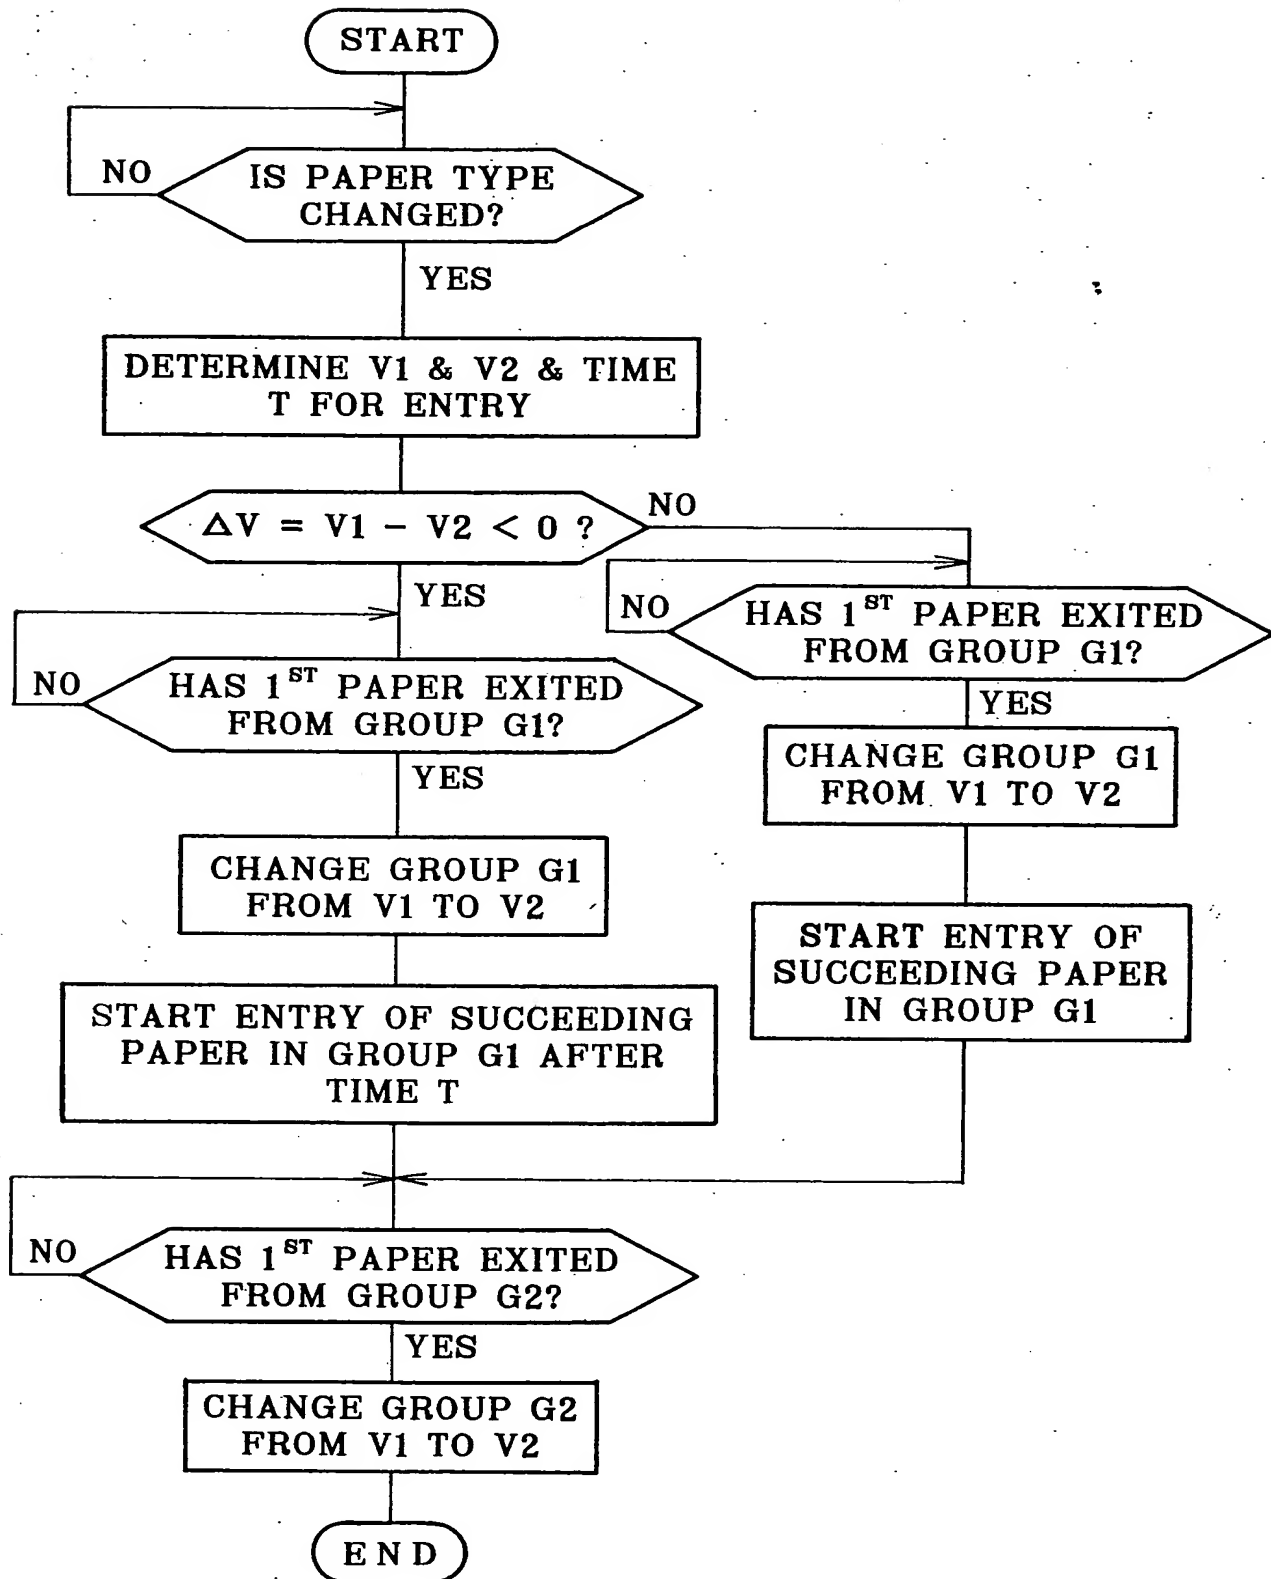 START
NO
IS PAPER TYPE
CHANGED?
YES
DETERMINE V1 & V2 & TIME
T FOR ENTRY
△V = V1 - V2 < 0 ?
NO
YES
NO
HAS 1ST PAPER EXITED
FROM GROUP G1?
YES
CHANGE GROUP G1
FROM V1 TO V2
START ENTRY OF SUCCEEDING
PAPER IN GROUP G1 AFTER
TIME T
NO
HAS 1ST PAPER EXITED
FROM GROUP G1?
YES
CHANGE GROUP G1
FROM V1 TO V2
START ENTRY OF
SUCCEEDING PAPER
IN GROUP G1
NO
HAS 1ST PAPER EXITED
FROM GROUP G2?
YES
CHANGE GROUP G2
FROM V1 TO V2
END